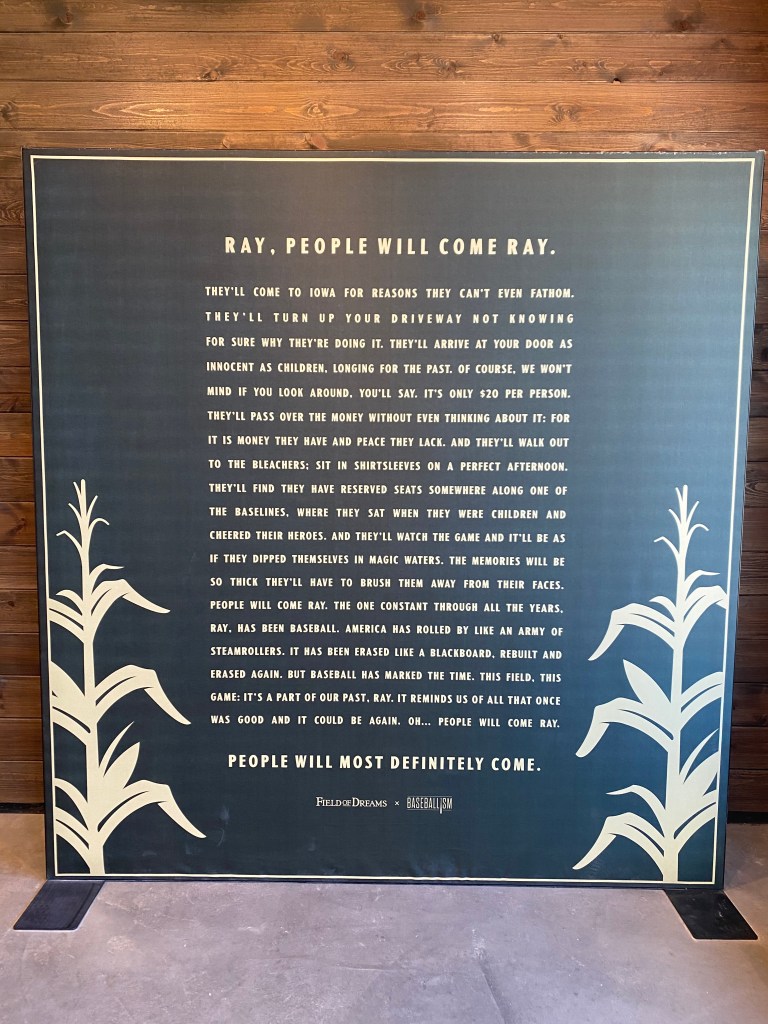 RAY, PEOPLE WILL COME RAY.
THEY'LL COME TO IOWA FOR REASONS THEY CAN'T EVEN FATHOM.
THEY'LL TURN UP YOUR DRIVEWAY NOT KNOWING
FOR SURE WHY THEY'RE DOING IT. THEY'LL ARRIVE AT YOUR DOOR AS
INNOCENT AS CHILDREN, LONGING FOR THE PAST. OF COURSE, WE WON'T
MIND IF YOU LOOK AROUND, YOU'LL SAY. IT'S ONLY $20 PER PERSON.
THEY'LL PASS OVER THE MONEY WITHOUT EVEN THINKING ABOUT IT: FOR
IT IS MONEY THEY HAVE AND PEACE THEY LACK. AND THEY'LL WALK OUT
TO THE BLEACHERS; SIT IN SHIRTSLEEVES ON A PERFECT AFTERNOON.
THEY'LL FIND THEY HAVE RESERVED SEATS SOMEWHERE ALONG ONE OF
THE BASELINES, WHERE THEY SAT WHEN THEY WERE CHILDREN AND
CHEERED THEIR HEROES. AND THEY'LL WATCH THE GAME AND IT'LL BE AS
IF THEY DIPPED THEMSELVES IN MAGIC WATERS. THE MEMORIES WILL BE
SO THICK THEY'LL HAVE TO BRUSH THEM AWAY FROM THEIR FACES.
PEOPLE WILL COME RAY. THE ONE CONSTANT THROUGH ALL THE YEARS,
RAY, HAS BEEN BASEBALL. AMERICA HAS ROLLED BY LIKE AN ARMY OF
STEAMROLLERS. IT HAS BEEN ERASED LIKE A BLACKBOARD, REBUILT AND
ERASED AGAIN. BUT BASEBALL HAS MARKED THE TIME. THIS FIELD, THIS
GAME: IT'S A PART OF OUR PAST, RAY. IT REMINDS US OF ALL THAT ONCE
WAS GOOD AND IT COULD BE AGAIN. OH... PEOPLE WILL COME RAY.
PEOPLE WILL MOST DEFINITELY COME.
FIELD OF DREAMS × BASEBALLISM